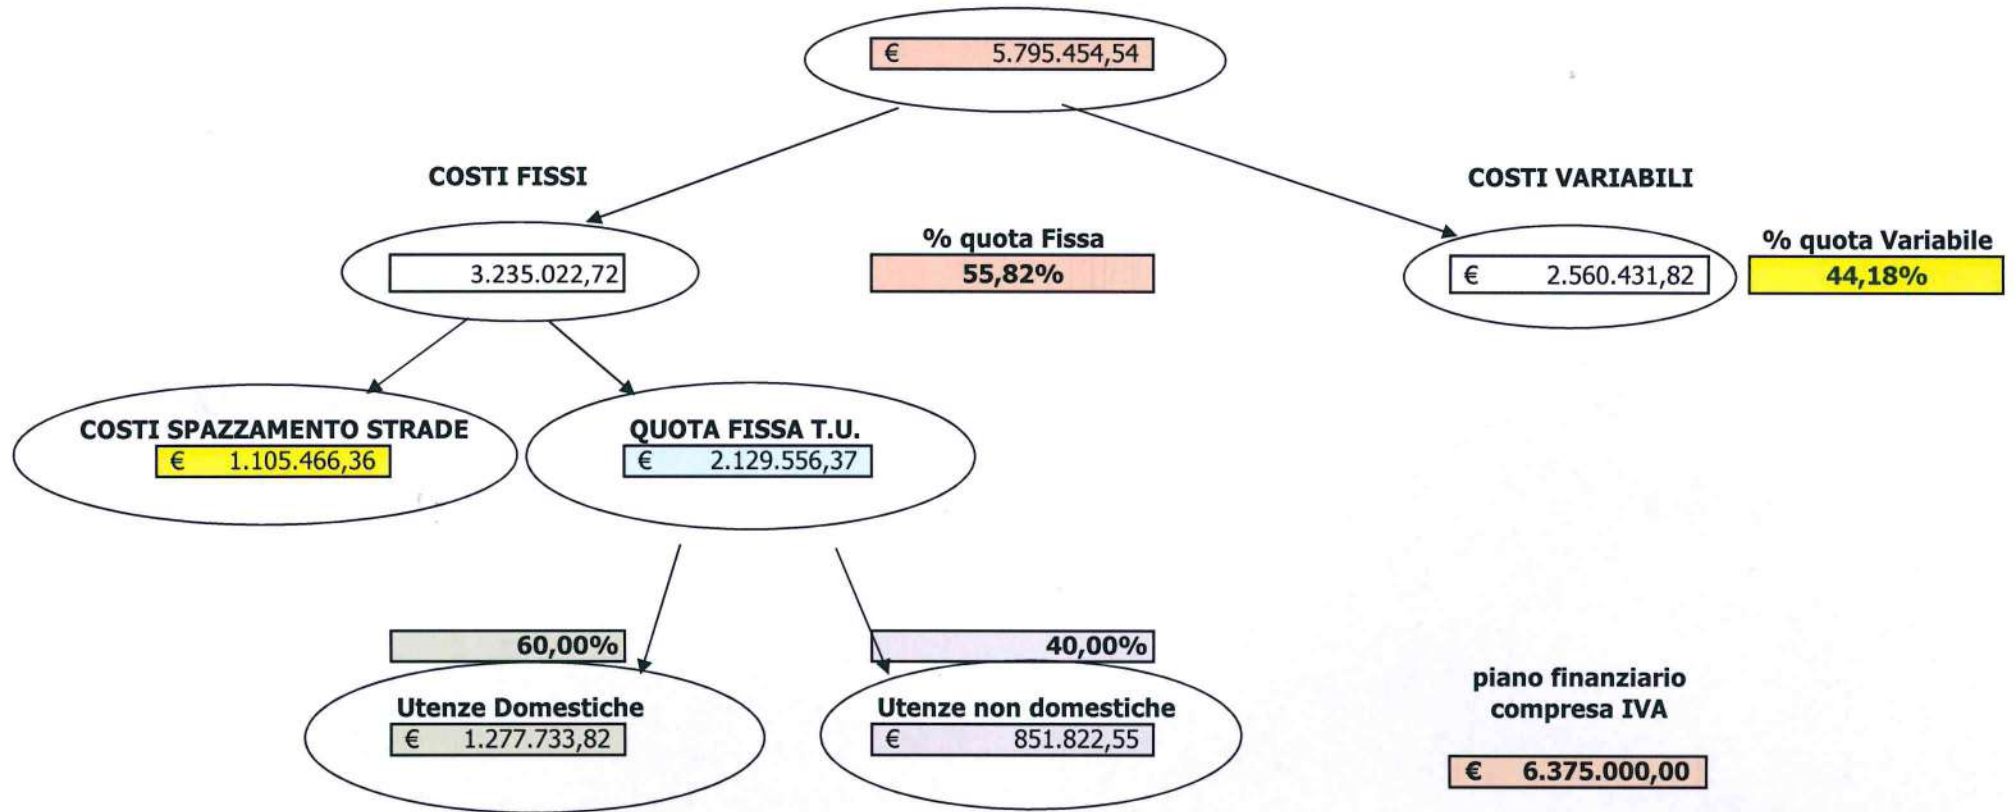 € 5.795.454,54
COSTI FISSI
COSTI VARIABILI
% quota Fissa
% quota Variabile
3.235.022,72
55,82%
€ 2.560.431,82
44,18%
COSTI SPAZZAMENTO STRADE
QUOTA FISSA T.U.
€ 1.105.466,36
€ 2.129.556,37
60,00%
40,00%
Utenze Domestiche
Utenze non domestiche
€ 1.277.733,82
€ 851.822,55
piano finanziario
compresa IVA
€ 6.375.000,00